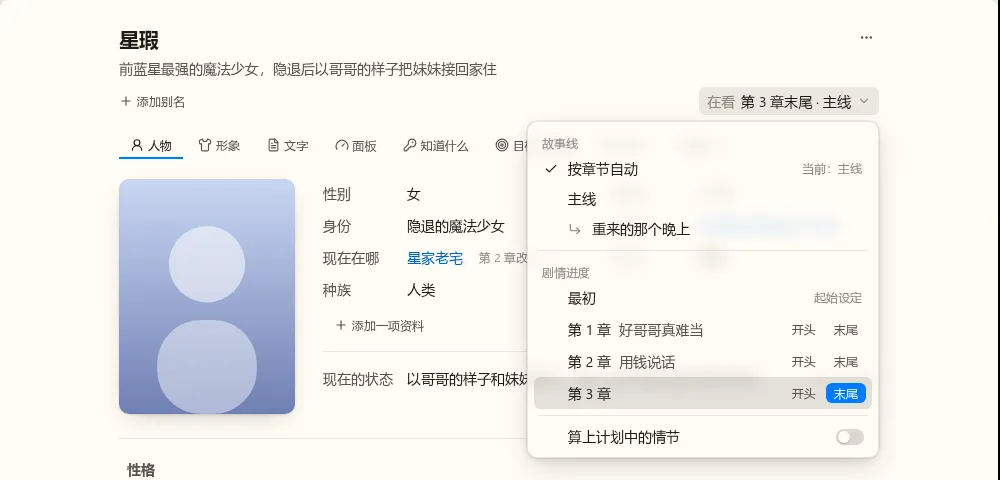 星瑕
前蓝星最强的魔法少女，隐退后以哥哥的样子把妹妹接回家住
添加别名
在看 第 3 章末尾 · 主线
人物 形象 文字 面板 知道什么 目
故事线
按章节自动 当前：主线
主线
重来的那个晚上
性别 女
身份 隐退的魔法少女
现在在哪 星家老宅 第 2 章改
种族 人类
添加一项资料
现在的状态 以哥哥的样子和妹妹
剧情进度
最初 起始设定
第 1 章 好哥哥真难当 开头 末尾
第 2 章 用钱说话 开头 末尾
第 3 章 开头 末尾
算上计划中的情节
性格